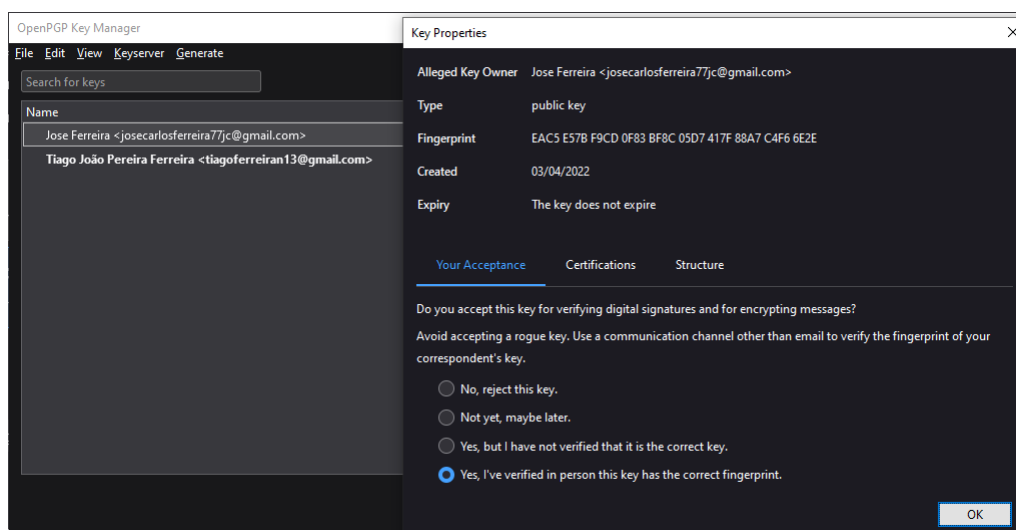 OpenPGP Key Manager
File Edit View Keyserver Generate
Search for keys
Name
Jose Ferreira <josecarlosferreira77jc@gmail.com>
Tiago João Pereira Ferreira <tiagoferreiran13@gmail.com>
Key Properties
Alleged Key Owner Jose Ferreira <josecarlosferreira77jc@gmail.com>
Type public key
Fingerprint EAC5 E57B F9CD 0F83 BF8C 05D7 417F 88A7 C4F6 6E2E
Created 03/04/2022
Expiry The key does not expire
Your Acceptance Certifications Structure
Do you accept this key for verifying digital signatures and for encrypting messages?
Avoid accepting a rogue key. Use a communication channel other than email to verify the fingerprint of your
correspondent's key.
No, reject this key.
Not yet, maybe later.
Yes, but I have not verified that it is the correct key.
Yes, I've verified in person this key has the correct fingerprint.
OK